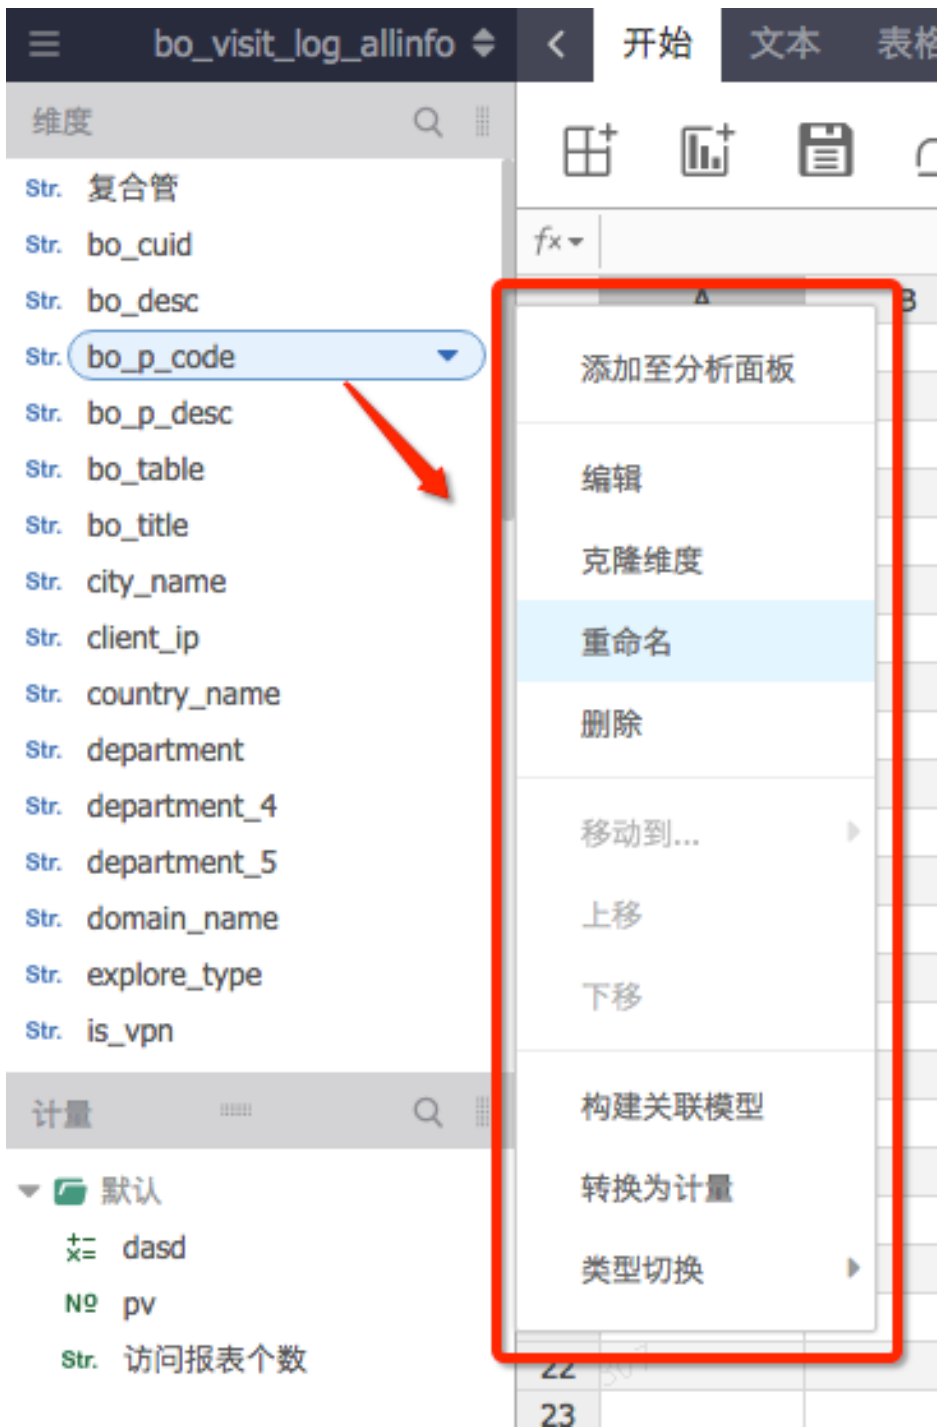 bo_visit_log_allinfo
开始
文本
表格
维度
Str. 复合管
Str. bo_cuid
Str. bo_desc
Str. bo_p_code
Str. bo_p_desc
Str. bo_table
Str. bo_title
Str. city_name
Str. client_ip
Str. country_name
Str. department
Str. department_4
Str. department_5
Str. domain_name
Str. explore_type
Str. is_vpn
计量
默认
dasd
Nº pv
Str. 访问报表个数
fx
A
B
添加至分析面板
编辑
克隆维度
重命名
删除
移动到...
上移
下移
构建关联模型
转换为计量
类型切换
22
23